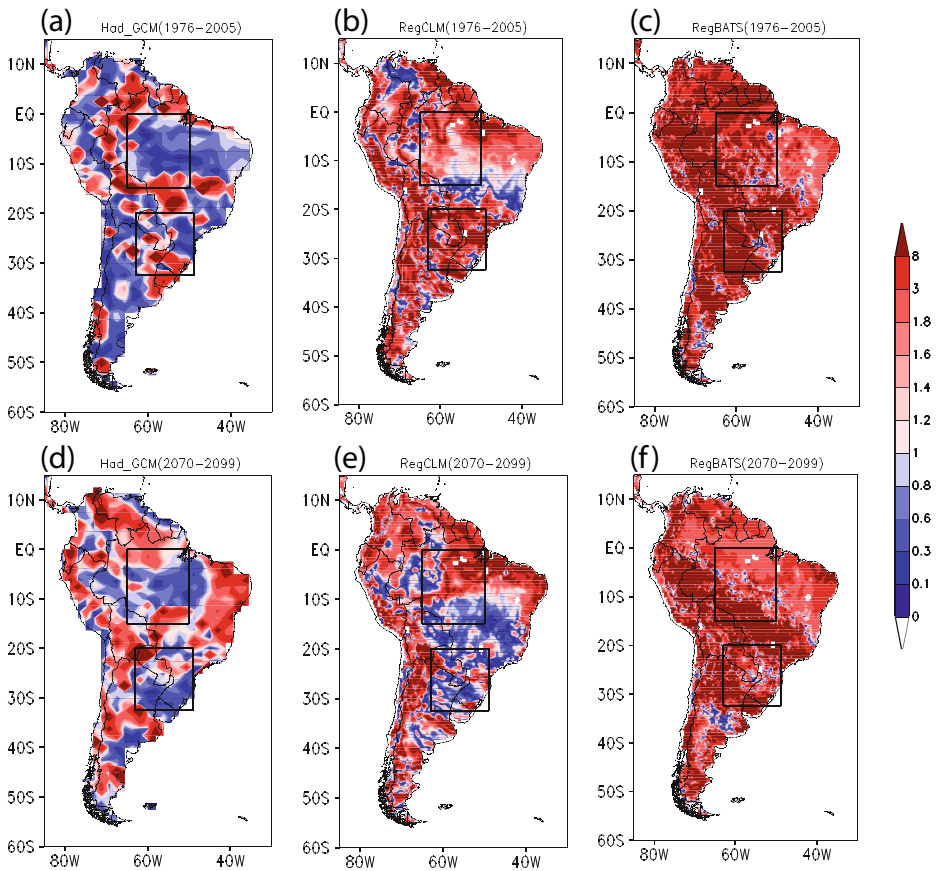 (a) (b) (c)
Had_GCM(1976-2005) RegCLM(1976-2005) RegBATS(1976-2005)
10N 10N 10N
EQ EQ EQ
10S 10S 10S
20S 20S 20S
30S 30S 30S
40S 40S 40S
50S 50S 50S
60S 60S 60S
80W 60W 40W 80W 60W 40W 80W 60W 40W
8
3
1.8
1.6
1.4
1.2
1
0.8
0.6
0.3
0.1
0
(d) (e) (f)
Had_GCM(2070-2099) RegCLM(2070-2099) RegBATS(2070-2099)
10N 10N 10N
EQ EQ EQ
10S 10S 10S
20S 20S 20S
30S 30S 30S
40S 40S 40S
50S 50S 50S
60S 60S 60S
80W 60W 40W 80W 60W 40W 80W 60W 40W